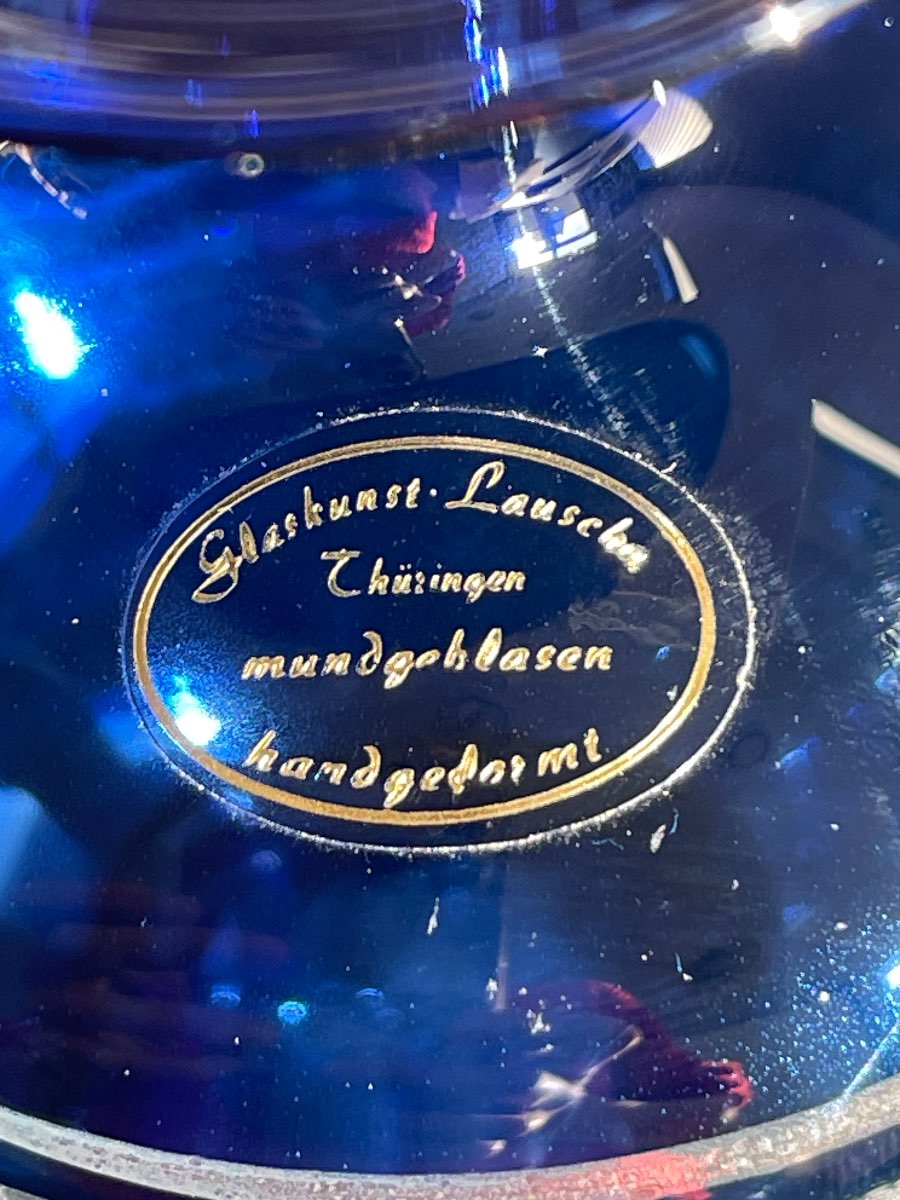 Glaskunst · Lauscha
Thüringen
mundgeblasen
handgeformt